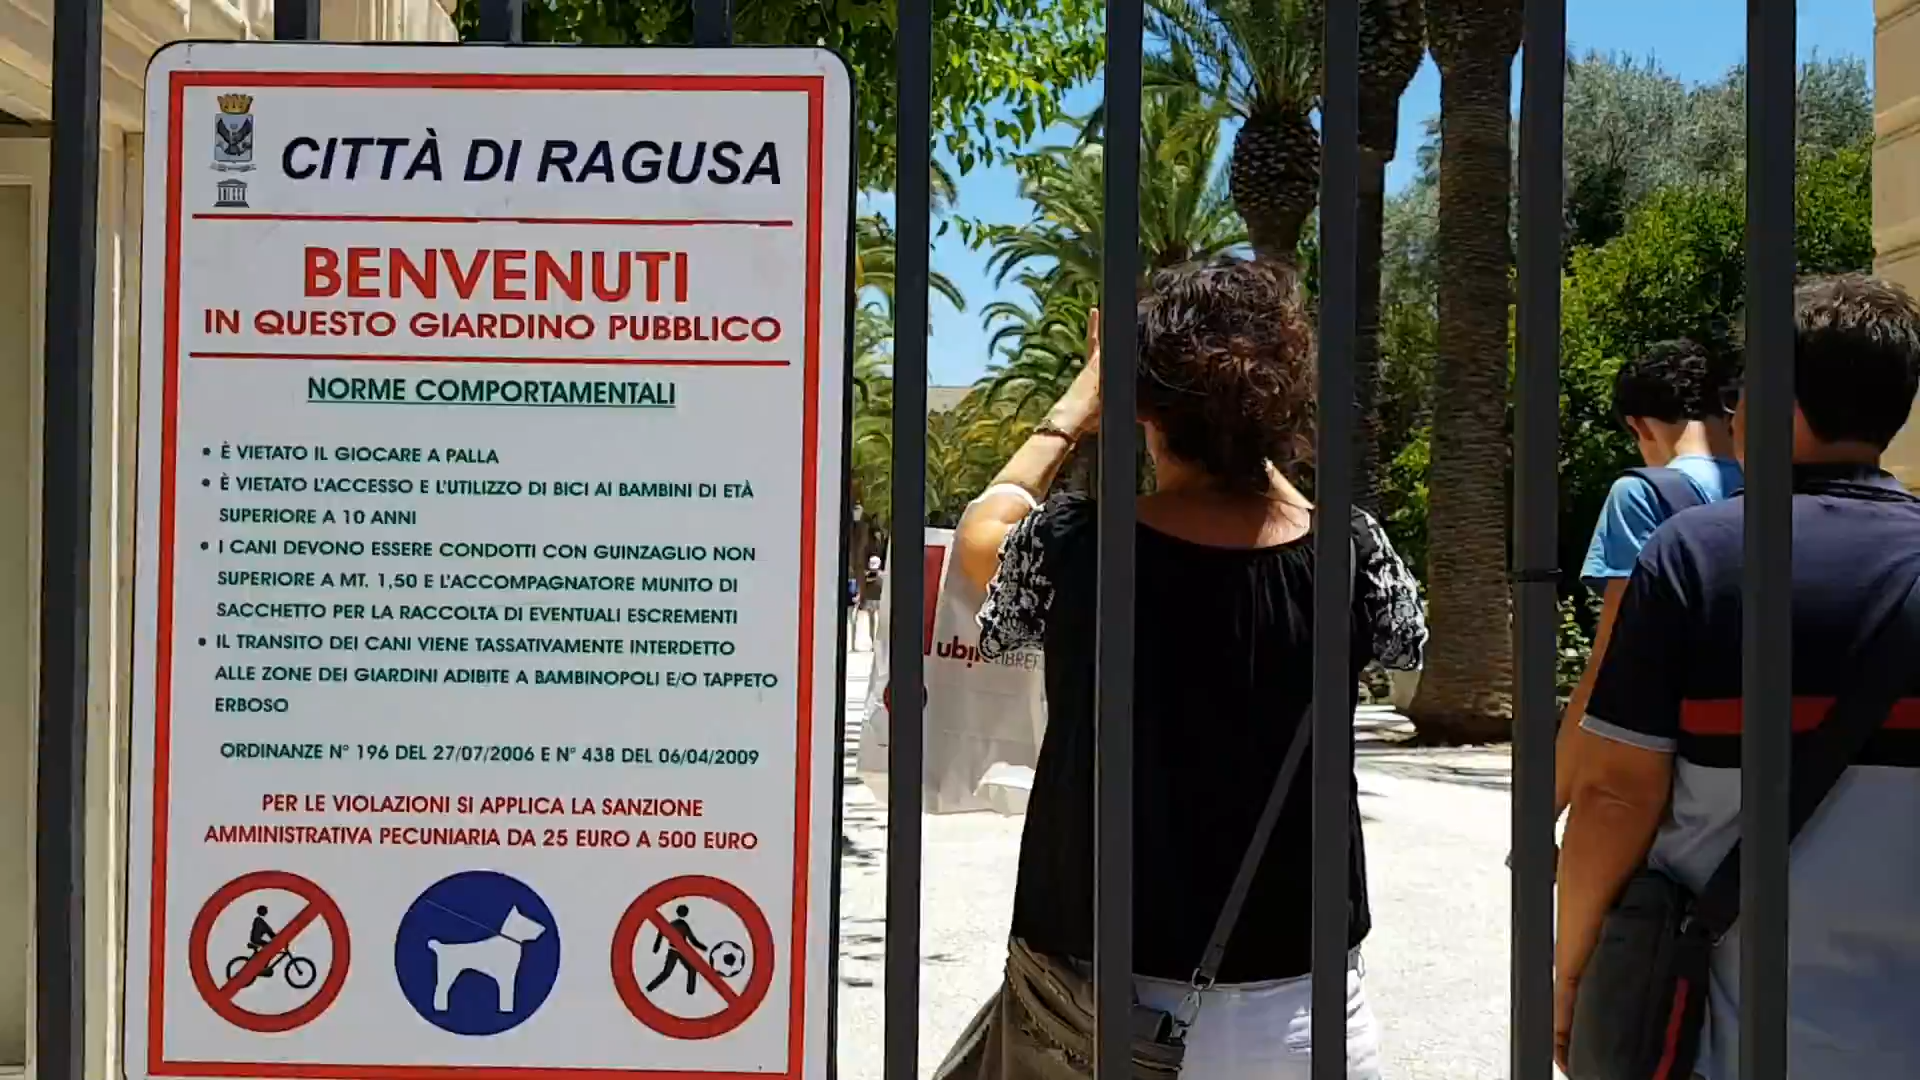 CITTÀ DI RAGUSA
BENVENUTI
IN QUESTO GIARDINO PUBBLICO
NORME COMPORTAMENTALI
• È VIETATO IL GIOCARE A PALLA
• È VIETATO L'ACCESSO E L'UTILIZZO DI BICI AI BAMBINI DI ETÀ
SUPERIORE A 10 ANNI
• I CANI DEVONO ESSERE CONDOTTI CON GUINZAGLIO NON
SUPERIORE A MT. 1,50 E L'ACCOMPAGNATORE MUNITO DI
SACCHETTO PER LA RACCOLTA DI EVENTUALI ESCREMENTI
• IL TRANSITO DEI CANI VIENE TASSATIVAMENTE INTERDETTO
ALLE ZONE DEI GIARDINI ADIBITE A BAMBINOPOLI E/O TAPPETO
ERBOSO
ORDINANZE N° 196 DEL 27/07/2006 E N° 438 DEL 06/04/2009
PER LE VIOLAZIONI SI APPLICA LA SANZIONE
AMMINISTRATIVA PECUNIARIA DA 25 EURO A 500 EURO